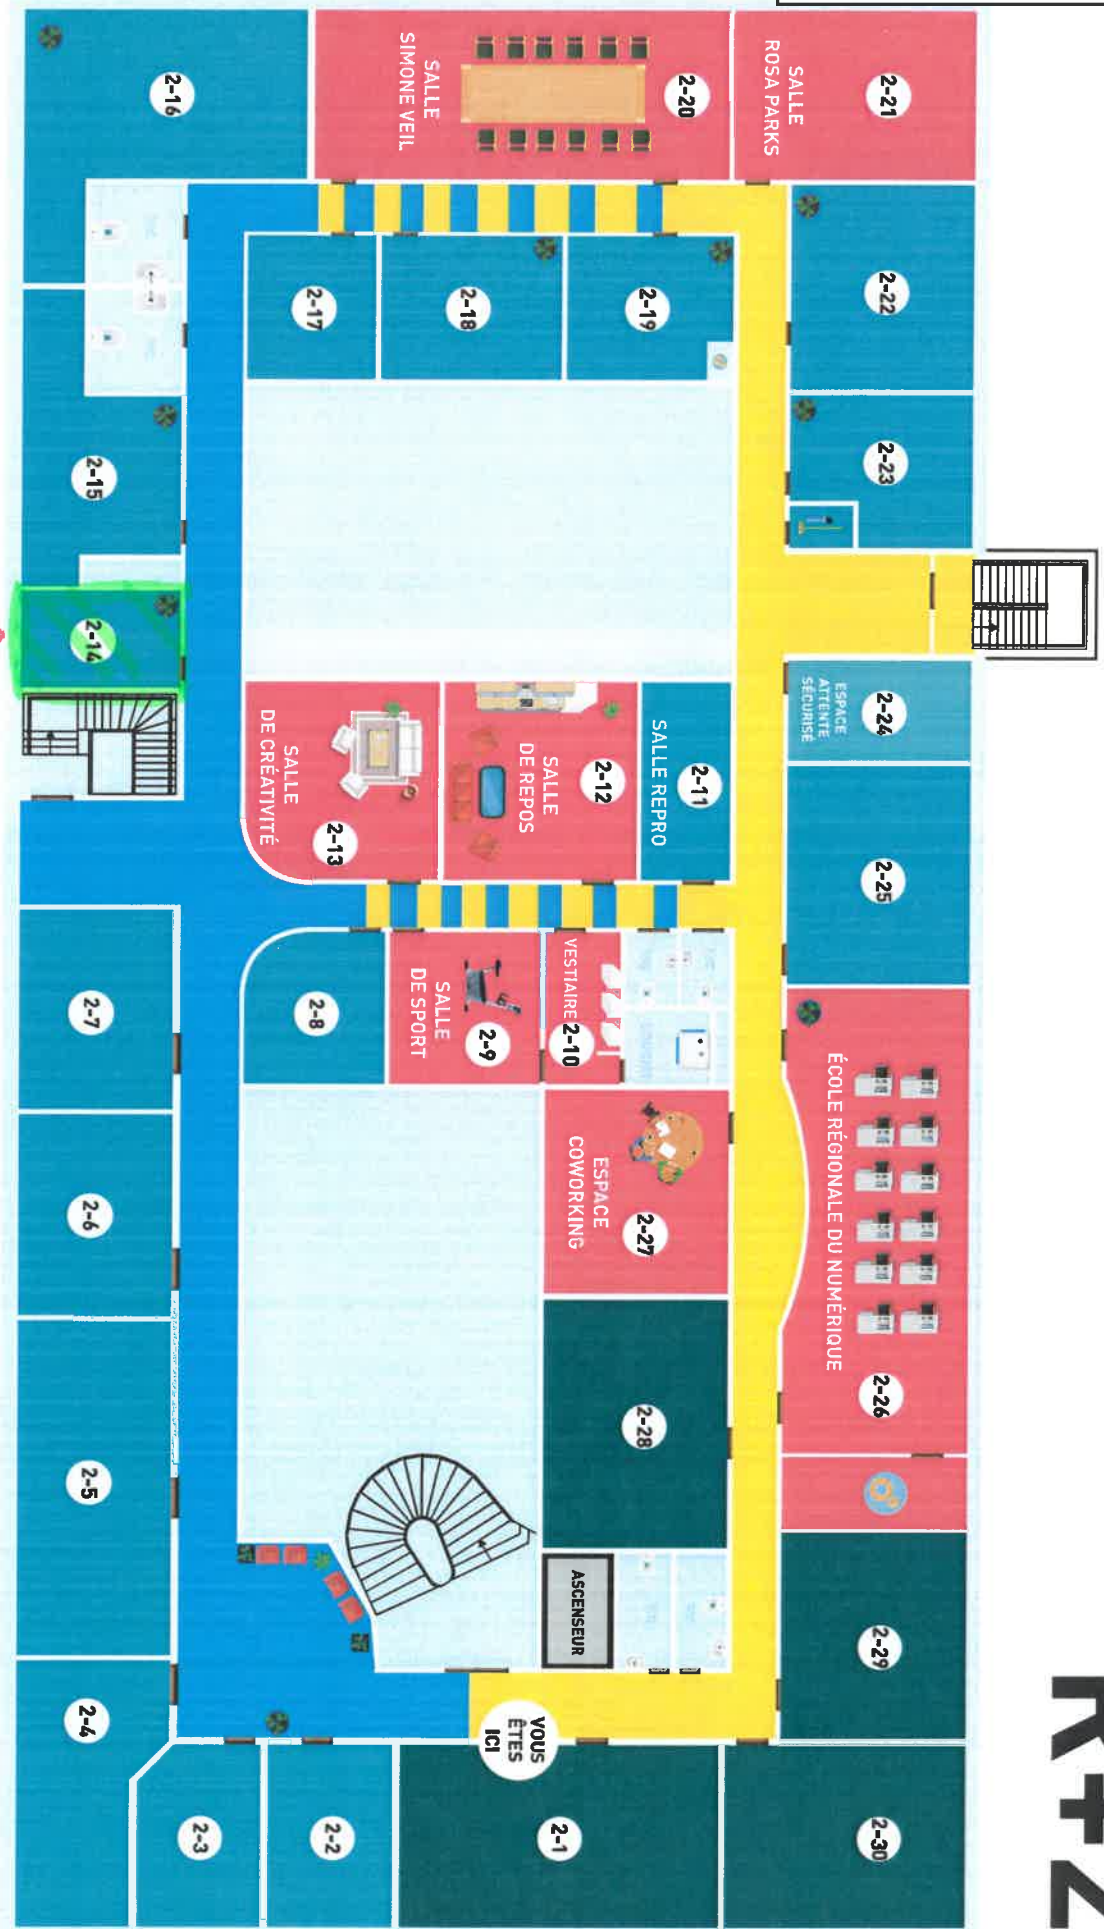 R+2
2-16
SALLE
SIMONE VEIL
2-20
SALLE
ROSA PARKS
2-21
2-17
2-18
2-19
2-22
2-23
2-15
2-14
SALLE
DE CRÉATIVITÉ
2-13
SALLE
DE REPOS
2-12
SALLE REPRO
2-11
ESPACE
ATTENTE
SÉCURISÉ
2-24
2-25
2-7
2-8
SALLE
DE SPORT
2-9
VESTIAIRE
2-10
ÉCOLE RÉGIONALE DU NUMÉRIQUE
2-26
2-6
ESPACE
COWORKING
2-27
2-28
2-5
ASCENSEUR
2-29
2-4
VOUS
ÊTES
ICI
2-3
2-2
2-1
2-30